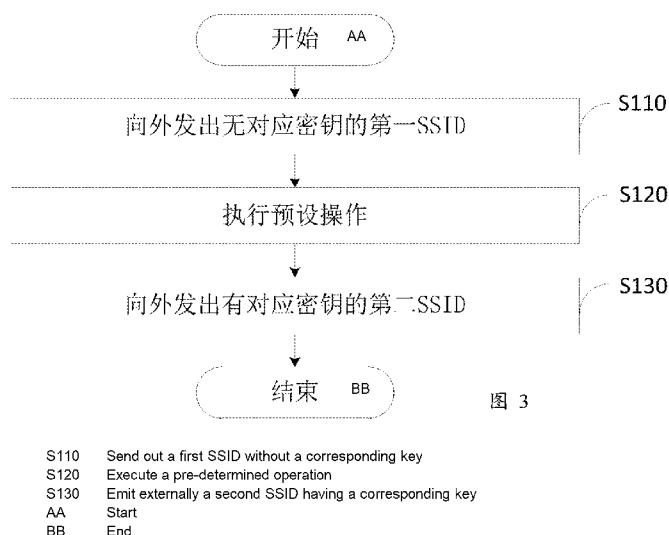 开始 AA
向外发出无对应密钥的第一SSID S110
执行预设操作 S120
向外发出有对应密钥的第二SSID S130
结束 BB
图 3
S110 Send out a first SSID without a corresponding key
S120 Execute a pre-determined operation
S130 Emit externally a second SSID having a corresponding key
AA Start
BB End